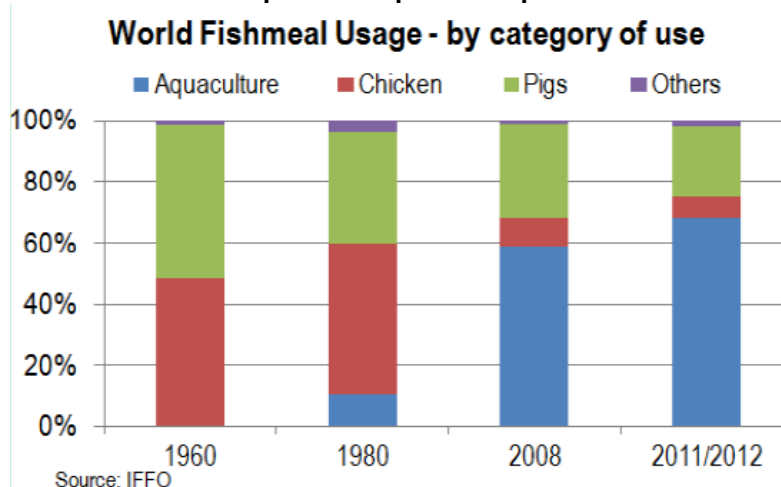 World Fishmeal Usage - by category of use
Aquaculture Chicken Pigs Others
100%
80%
60%
40%
20%
0%
1960 1980 2008 2011/2012
Source: IFFO